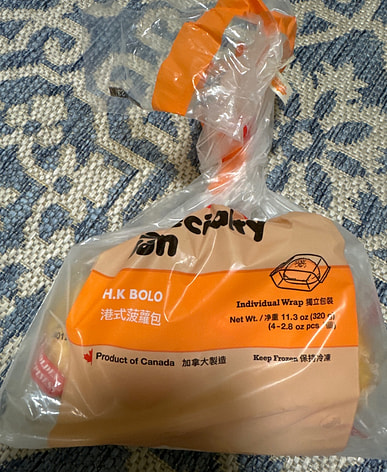 H.K BOLO
港式菠蘿包
Individual Wrap 獨立包裝
Net Wt. / 净重 11.3 oz (320 g)
(4-2.8 oz pcs
Product of Canada 加拿大製造
Keep Frozen 保持冷凍